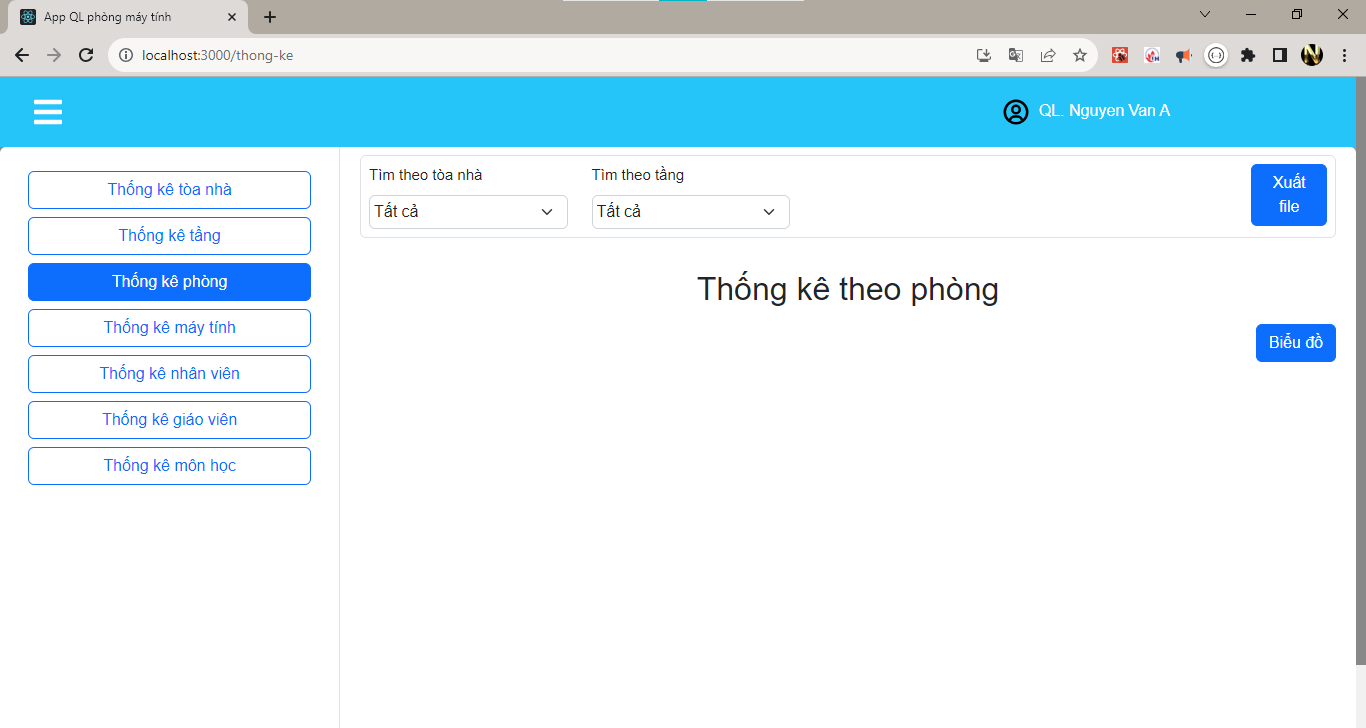 App QL phòng máy tính
localhost:3000/thong-ke
QL. Nguyen Van A
Thống kê tòa nhà
Thống kê tầng
Thống kê phòng
Thống kê máy tính
Thống kê nhân viên
Thống kê giáo viên
Thống kê môn học
Tìm theo tòa nhà
Tìm theo tầng
Tất cả
Tất cả
Xuất
file
Thống kê theo phòng
Biễu đồ